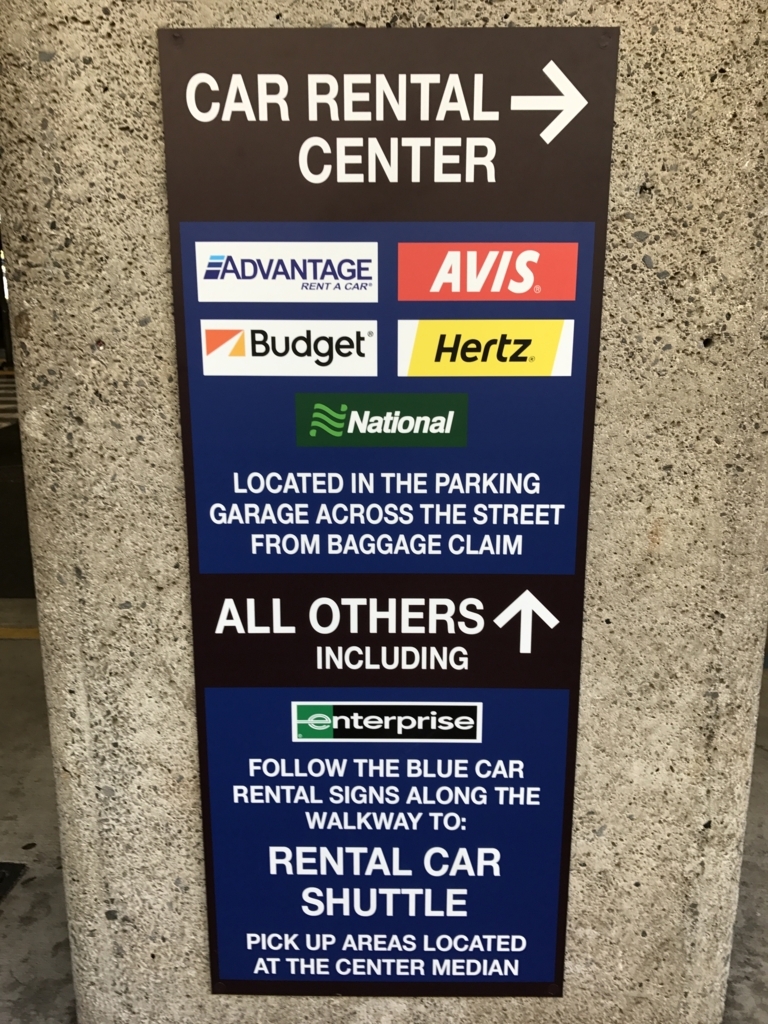 CAR RENTAL →
CENTER
ADVANTAGE
RENT A CAR®
AVIS®
Budget®
Hertz®
National
LOCATED IN THE PARKING
GARAGE ACROSS THE STREET
FROM BAGGAGE CLAIM
ALL OTHERS ↑
INCLUDING
enterprise
FOLLOW THE BLUE CAR
RENTAL SIGNS ALONG THE
WALKWAY TO:
RENTAL CAR
SHUTTLE
PICK UP AREAS LOCATED
AT THE CENTER MEDIAN